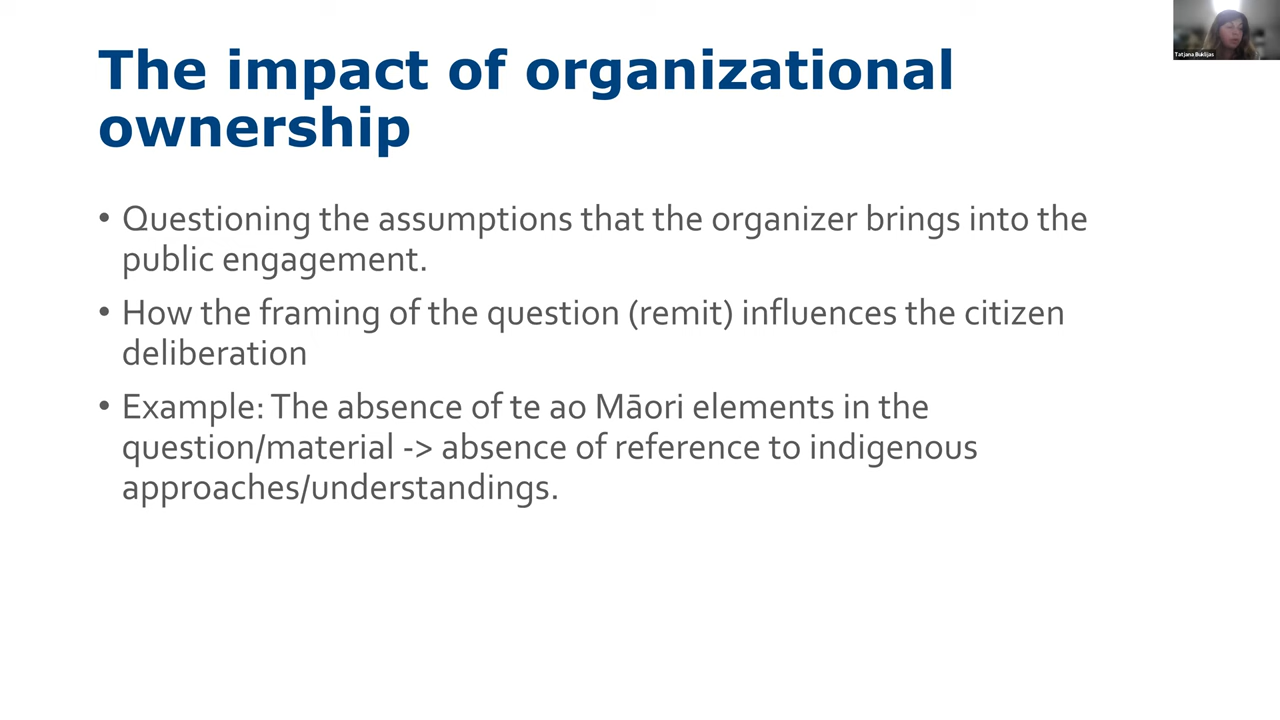 The impact of organizational
ownership
Tatjana Buklijas
• Questioning the assumptions that the organizer brings into the
public engagement.
• How the framing of the question (remit) influences the citizen
deliberation
• Example: The absence of te ao Māori elements in the
question/material -> absence of reference to indigenous
approaches/understandings.